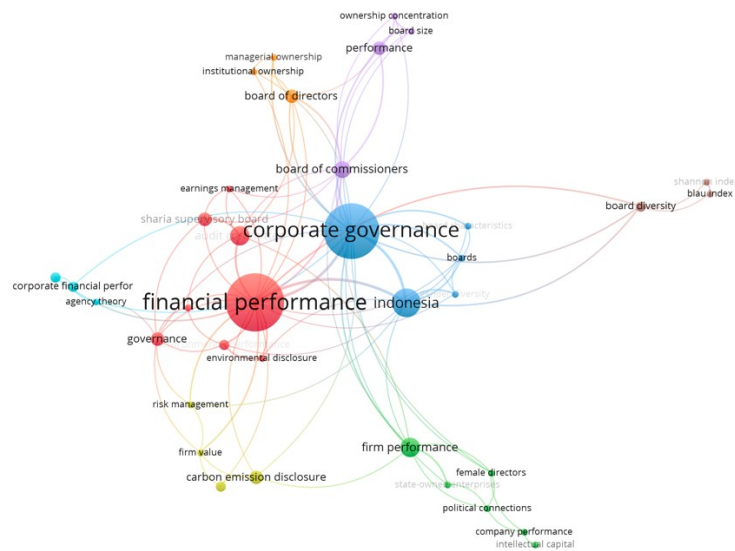 ownership concentration
board size
performance
managerial ownership
institutional ownership
board of directors
board of commissioners
earnings management
sharia supervisory board
audit
corporate governance
shannan inde
blau index
board diversity
boards
corporate financial perfor
agency theory
financial performance
indonesia
governance
environmental disclosure
risk management
firm value
carbon emission disclosure
firm performance
female directors
state-owned enterprises
political connections
company performance
intellectual capital